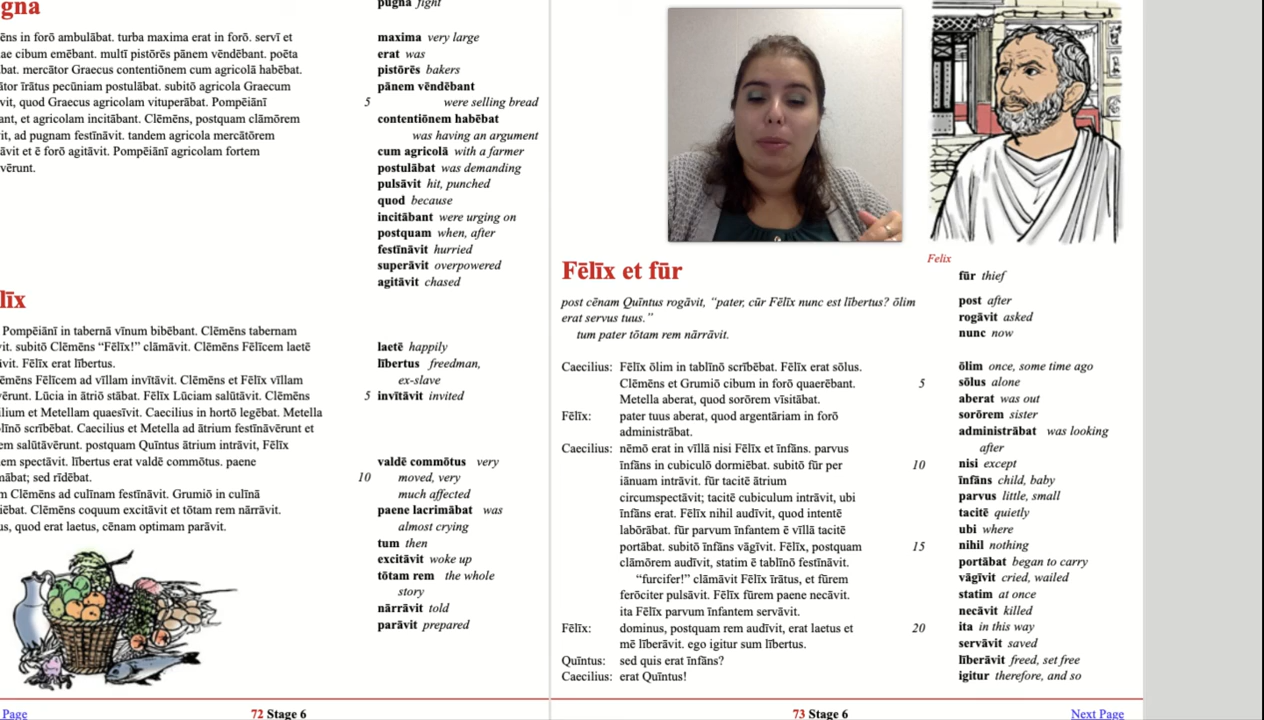 gna
ēns in forō ambulābat. turba maxima erat in forō. servī et
ae cibum emēbant. multī pistōrēs pānem vēndēbant. poēta
bat. mercātor Graecus contentiōnem cum agricolā habēbat.
ātor īrātus pecūniam postulābat. subitō agricola Graecum
vit, quod Graecus agricolam vituperābat. Pompēiānī
ant, et agricolam incitābant. Clēmēns, postquam clāmōrem
it, ad pugnam festīnāvit. tandem agricola mercātōrem
āvit et ē forō agitāvit. Pompēiānī agricolam fortem
vērunt.
5
pugna fight
maxima very large
erat was
pistōrēs bakers
pānem vēndēbant
were selling bread
contentiōnem habēbat
was having an argument
cum agricolā with a farmer
postulābat was demanding
pulsāvit hit, punched
quod because
incitābant were urging on
postquam when, after
festīnāvit hurried
superāvit overpowered
agitāvit chased
līx
Pompēiānī in tabernā vīnum bibēbant. Clēmēns tabernam
vit. subitō Clēmēns “Fēlīx!” clāmāvit. Clēmēns Fēlīcem laetē
āvit. Fēlīx erat lībertus.
ēmēns Fēlīcem ad vīllam invītāvit. Clēmēns et Fēlīx vīllam
vērunt. Lūcia in ātriō stābat. Fēlīx Lūciam salūtāvit. Clēmēns
ilium et Metellam quaesīvit. Caecilius in hortō legēbat. Metella
blīnō scrībēbat. Caecilius et Metella ad ātrium festīnāvērunt et
em salūtāvērunt. postquam Quīntus ātrium intrāvit, Fēlīx
em spectāvit. lībertus erat valdē commōtus. paene
mābat; sed rīdēbat.
m Clēmēns ad culīnam festīnāvit. Grumiō in culīnā
iēbat. Clēmēns coquum excitāvit et tōtam rem nārrāvit.
us, quod erat laetus, cēnam optimam parāvit.
5
10
laetē happily
lībertus freedman,
ex-slave
invītāvit invited
valdē commōtus very
moved, very
much affected
paene lacrimābat was
almost crying
tum then
excitāvit woke up
tōtam rem the whole
story
nārrāvit told
parāvit prepared
Page
72 Stage 6
Felix
Fēlīx et fūr
post cēnam Quīntus rogāvit, “pater, cūr Fēlīx nunc est lībertus? ōlim
erat servus tuus.”
tum pater tōtam rem nārrāvit.
Caecilius: Fēlīx ōlim in tablīnō scrībēbat. Fēlīx erat sōlus.
Clēmēns et Grumiō cibum in forō quaerēbant.
Metella aberat, quod sorōrem vīsitābat.
Fēlīx: pater tuus aberat, quod argentāriam in forō
administrābat.
Caecilius: nēmō erat in vīllā nisi Fēlīx et īnfāns. parvus
īnfāns in cubiculō dormiēbat. subitō fūr per
iānuam intrāvit. fūr tacitē ātrium
circumspectāvit; tacitē cubiculum intrāvit, ubi
īnfāns erat. Fēlīx nihil audīvit, quod intentē
labōrābat. fūr parvum īnfantem ē vīllā tacitē
portābat. subitō īnfāns vāgīvit. Fēlīx, postquam
clāmōrem audīvit, statim ē tablīnō festīnāvit.
“furcifer!” clāmāvit Fēlīx īrātus, et fūrem
ferōciter pulsāvit. Fēlīx fūrem paene necāvit.
ita Fēlīx parvum īnfantem servāvit.
Fēlīx: dominus, postquam rem audīvit, erat laetus et
mē līberāvit. ego igitur sum lībertus.
Quīntus: sed quis erat īnfāns?
Caecilius: erat Quīntus!
5
10
15
20
fūr thief
post after
rogāvit asked
nunc now
ōlim once, some time ago
sōlus alone
aberat was out
sorōrem sister
administrābat was looking
after
nisi except
īnfāns child, baby
parvus little, small
tacitē quietly
ubi where
nihil nothing
portābat began to carry
vāgīvit cried, wailed
statim at once
necāvit killed
ita in this way
servāvit saved
līberāvit freed, set free
igitur therefore, and so
73 Stage 6
Next Page